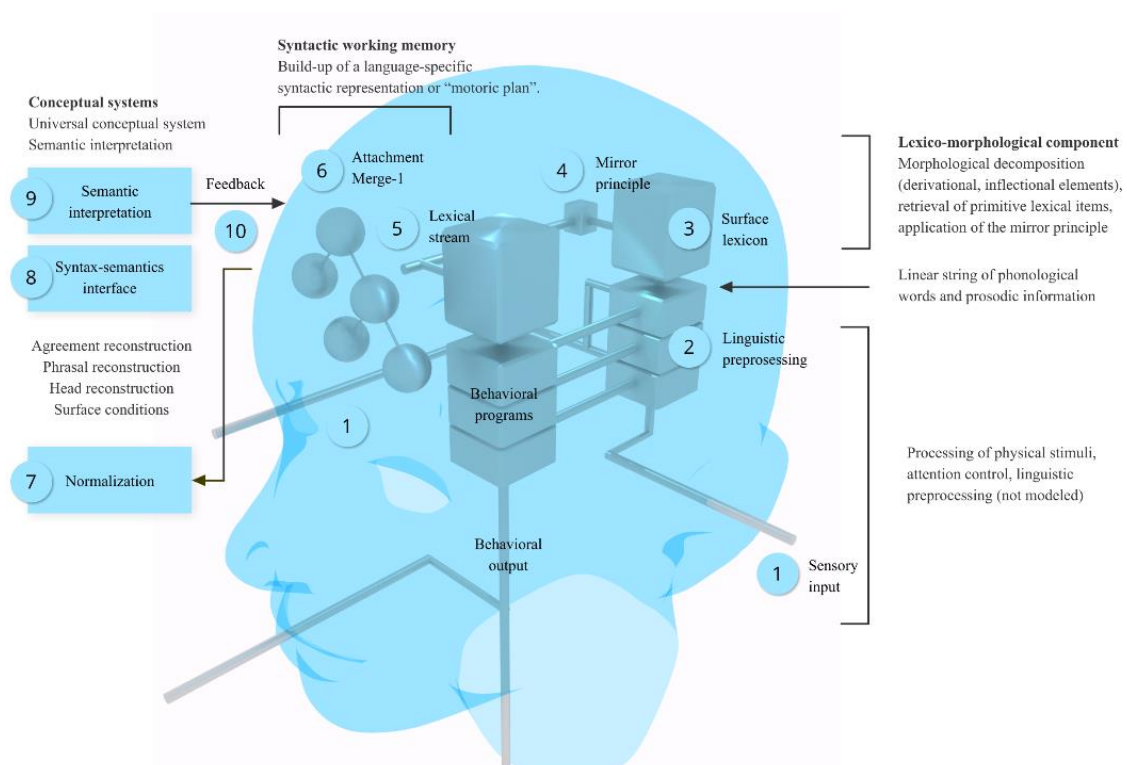 Syntactic working memory
Build-up of a language-specific
syntactic representation or “motoric plan”.
Conceptual systems
Universal conceptual system
Semantic interpretation
9
Semantic
interpretation
Feedback
10
8
Syntax-semantics
interface
Agreement reconstruction
Phrasal reconstruction
Head reconstruction
Surface conditions
7
Normalization
6
Attachment
Merge-1
5
Lexical
stream
4
Mirror
principle
3
Surface
lexicon
2
Linguistic
preprosessing
1
Behavioral
programs
Behavioral
output
1
Sensory
input
Lexico-morphological component
Morphological decomposition
(derivational, inflectional elements),
retrieval of primitive lexical items,
application of the mirror principle
Linear string of phonological
words and prosodic information
Processing of physical stimuli,
attention control, linguistic
preprocessing (not modeled)